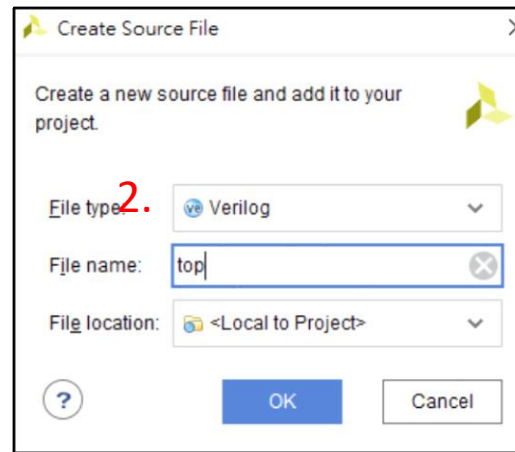 Create Source File
Create a new source file and add it to your
project.
2.
File type: Verilog
File name: top
File location: <Local to Project>
? OK Cancel